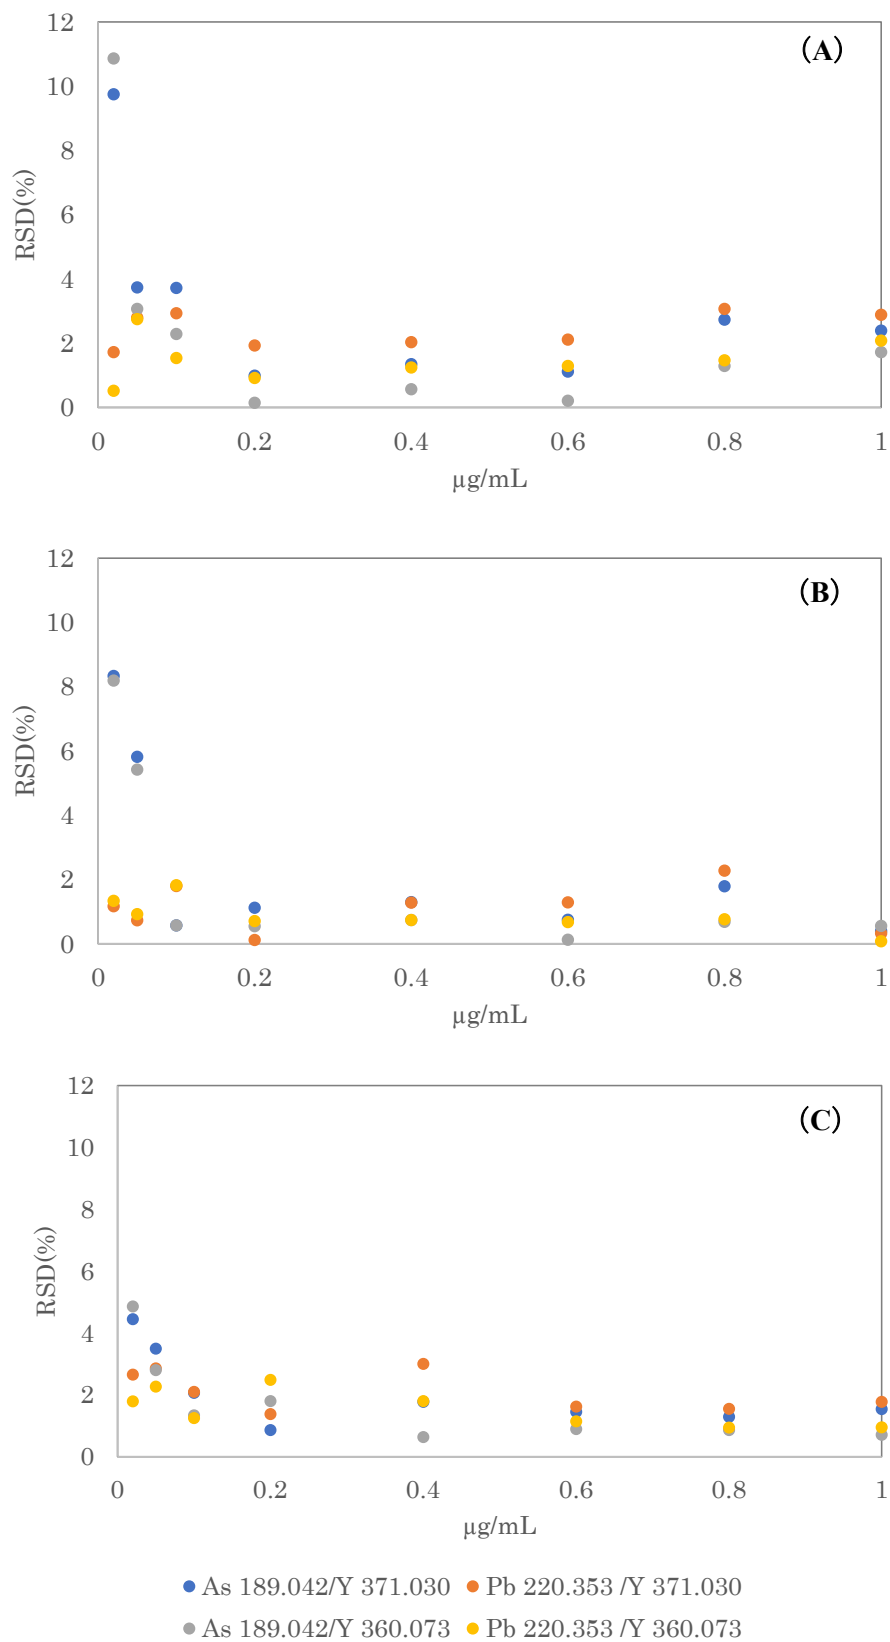 12
(A)
10
8
6
4
2
0
RSD(%)
0 0.2 0.4 0.6 0.8 1
µg/mL
12
(B)
10
8
6
4
2
0
RSD(%)
0 0.2 0.4 0.6 0.8 1
µg/mL
12
(C)
10
8
6
4
2
0
RSD(%)
0 0.2 0.4 0.6 0.8 1
µg/mL
As 189.042/Y 371.030 Pb 220.353 /Y 371.030
As 189.042/Y 360.073 Pb 220.353 /Y 360.073